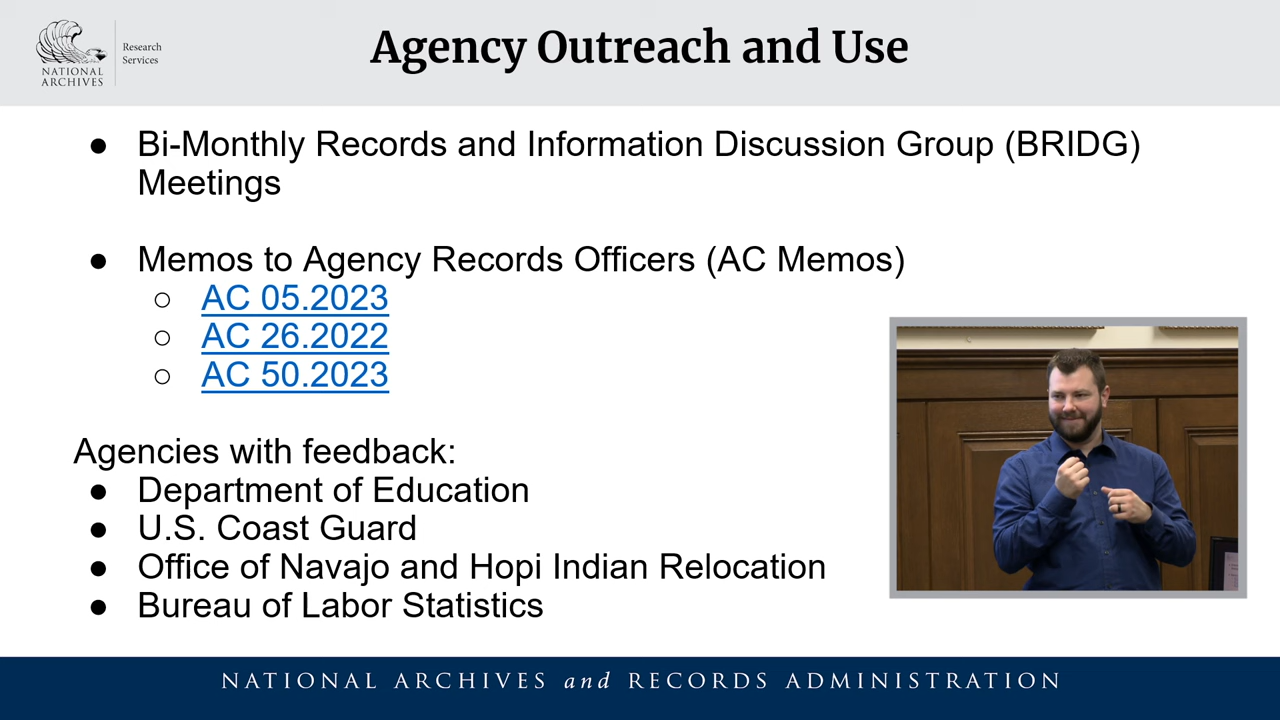 NATIONAL
ARCHIVES
Research
Services
Agency Outreach and Use
● Bi-Monthly Records and Information Discussion Group (BRIDG)
Meetings
● Memos to Agency Records Officers (AC Memos)
○ AC 05.2023
○ AC 26.2022
○ AC 50.2023
Agencies with feedback:
● Department of Education
● U.S. Coast Guard
● Office of Navajo and Hopi Indian Relocation
● Bureau of Labor Statistics
NATIONAL ARCHIVES and RECORDS ADMINISTRATION